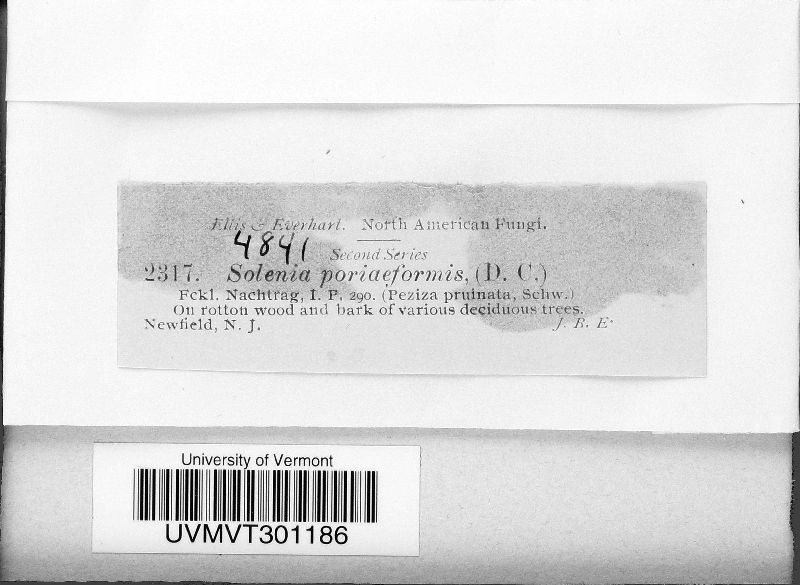 Ellis & Everhart. North American Fungi.
4841 Second Series
2317. Solenia poriaeformis, (D. C.)
Fckl. Nachtrag, I. P. 290. (Peziza pruinata, Schw.)
On rotton wood and bark of various deciduous trees.
Newfield, N. J. J. B. E.
University of Vermont
UVMVT301186